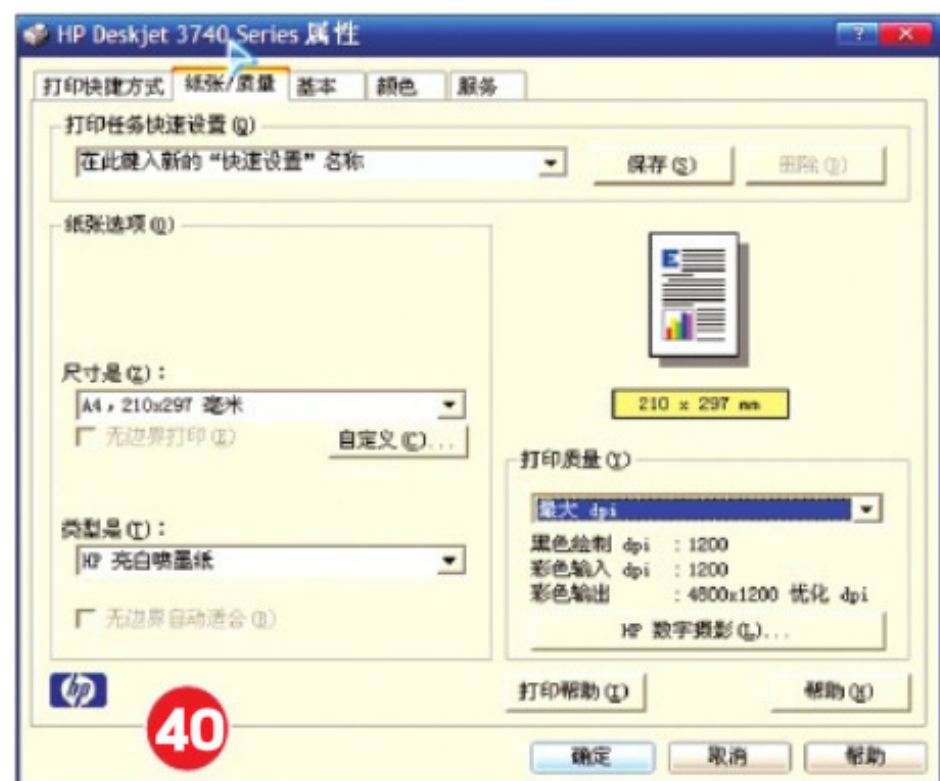 HP Deskjet 3740 Series 属性
打印快捷方式 纸张/质量 基本 颜色 服务
打印任务快速设置(Q)
在此键入新的“快速设置”名称
保存(S) 删除(D)
纸张选项(O)
E
尺寸是(Z)：
A4，210x297 毫米
210 x 297 mm
无边界打印(E) 自定义(C)...
打印质量(Y)
最大 dpi
类型是(T)：
黑色绘制 dpi : 1200
HP 亮白喷墨纸
彩色输入 dpi : 1200
彩色输出 : 4800x1200 优化 dpi
无边界自动适合(B)
HP 数字摄影(L)...
hp
打印帮助(I) 帮助(H)
40
确定 取消 帮助